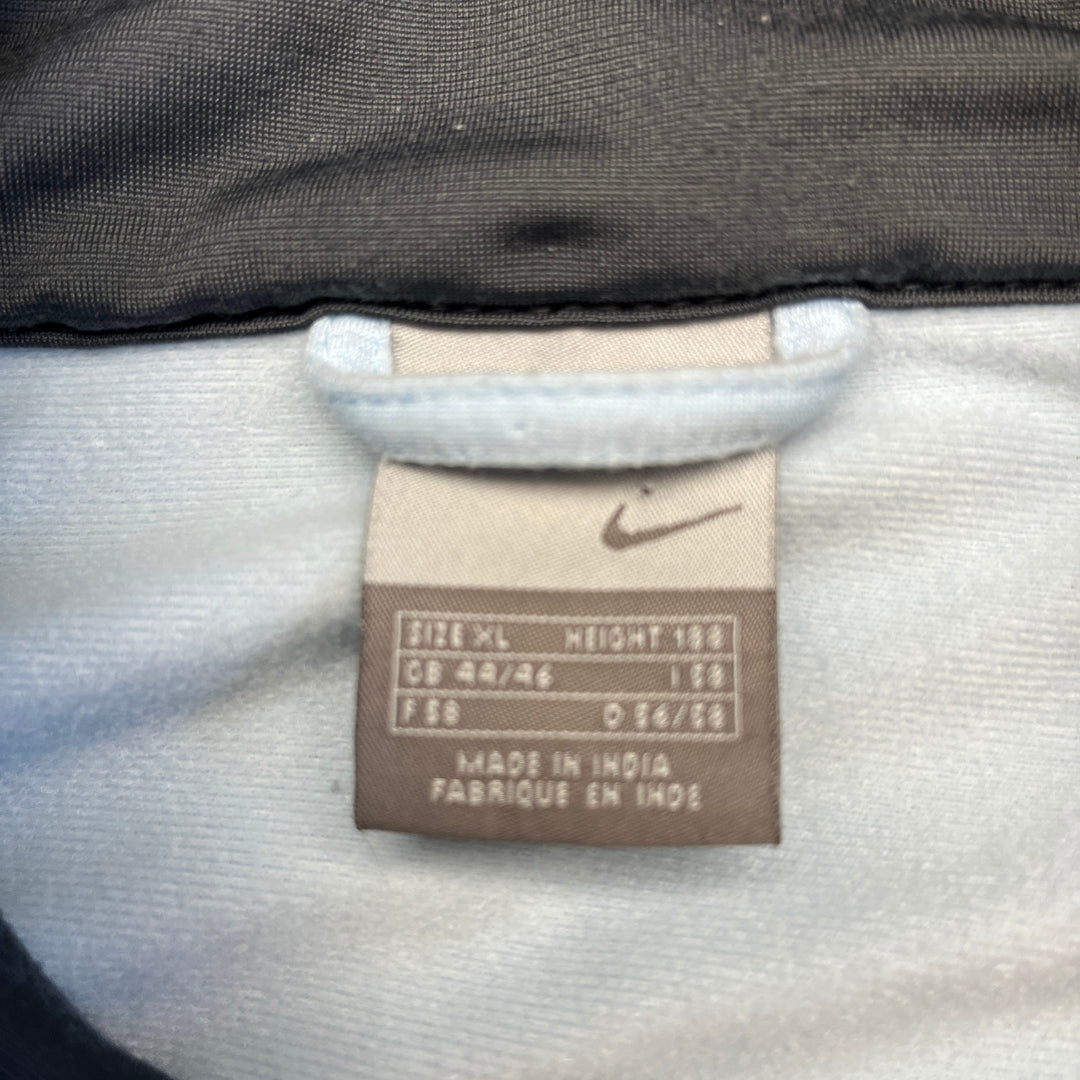 SIZE XL HEIGHT 188
GB 44/46 I 58
F 58 D 56/58
MADE IN INDIA
FABRIQUE EN INDE